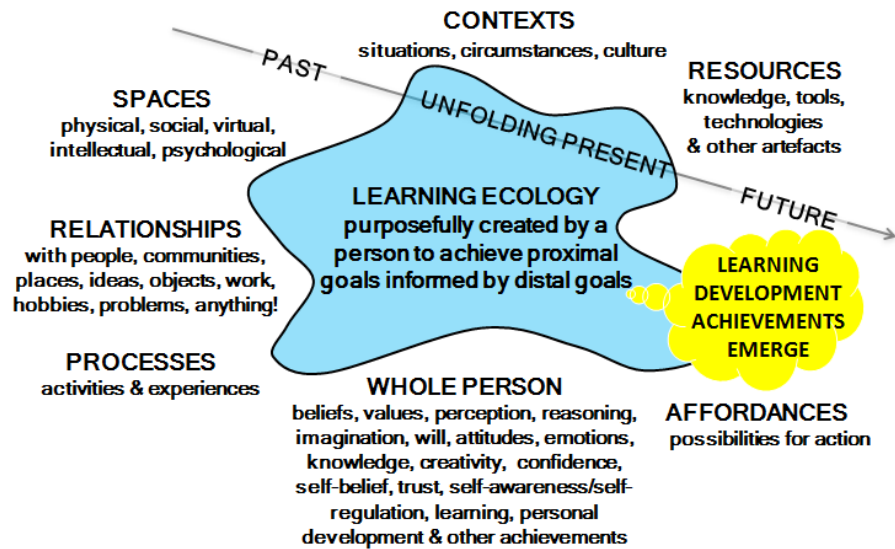 CONTEXTS
situations, circumstances, culture
PAST
UNFOLDING PRESENT
FUTURE
RESOURCES
knowledge, tools,
technologies
& other artefacts
SPACES
physical, social, virtual,
intellectual, psychological
LEARNING ECOLOGY
purposefully created by a
person to achieve proximal
goals informed by distal goals
RELATIONSHIPS
with people, communities,
places, ideas, objects, work,
hobbies, problems, anything!
LEARNING
DEVELOPMENT
ACHIEVEMENTS
EMERGE
PROCESSES
activities & experiences
WHOLE PERSON
beliefs, values, perception, reasoning,
imagination, will, attitudes, emotions,
knowledge, creativity, confidence,
self-belief, trust, self-awareness/self-
regulation, learning, personal
development & other achievements
AFFORDANCES
possibilities for action